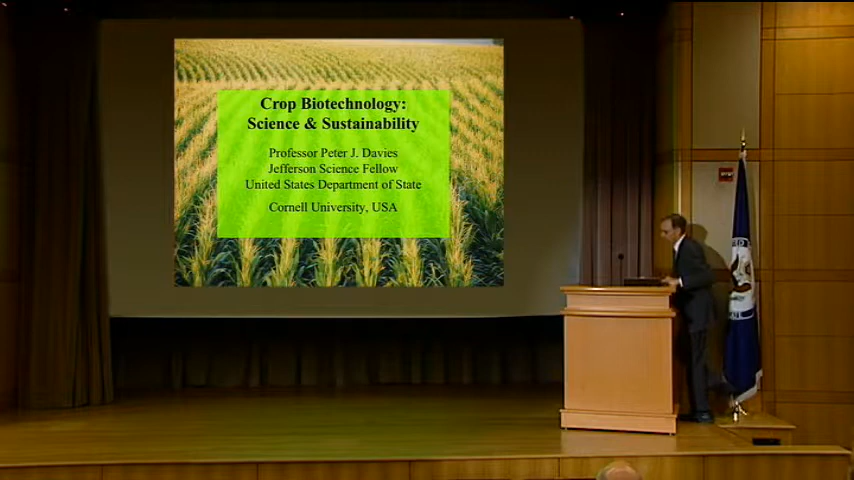 Crop Biotechnology:
Science & Sustainability
Professor Peter J. Davies
Jefferson Science Fellow
United States Department of State
Cornell University, USA